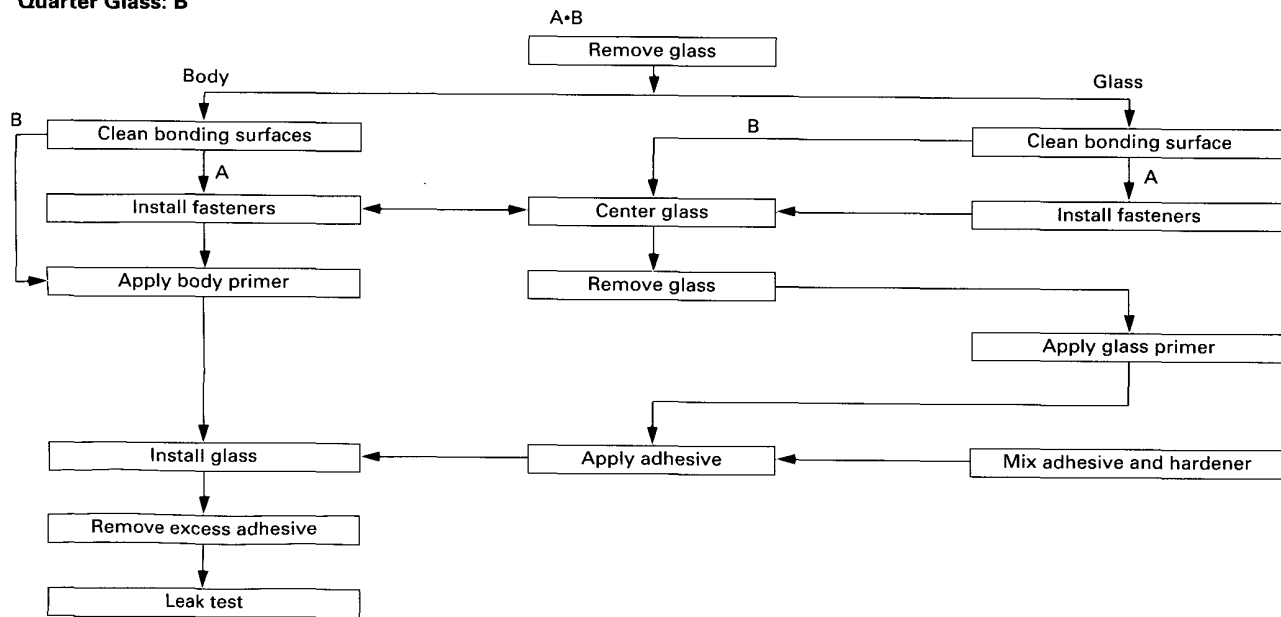 Quarter Glass: B
A•B
Remove glass
Body
Glass
B
Clean bonding surfaces
B
Clean bonding surface
A
A
Install fasteners
Center glass
Install fasteners
Apply body primer
Remove glass
Apply glass primer
Install glass
Apply adhesive
Mix adhesive and hardener
Remove excess adhesive
Leak test